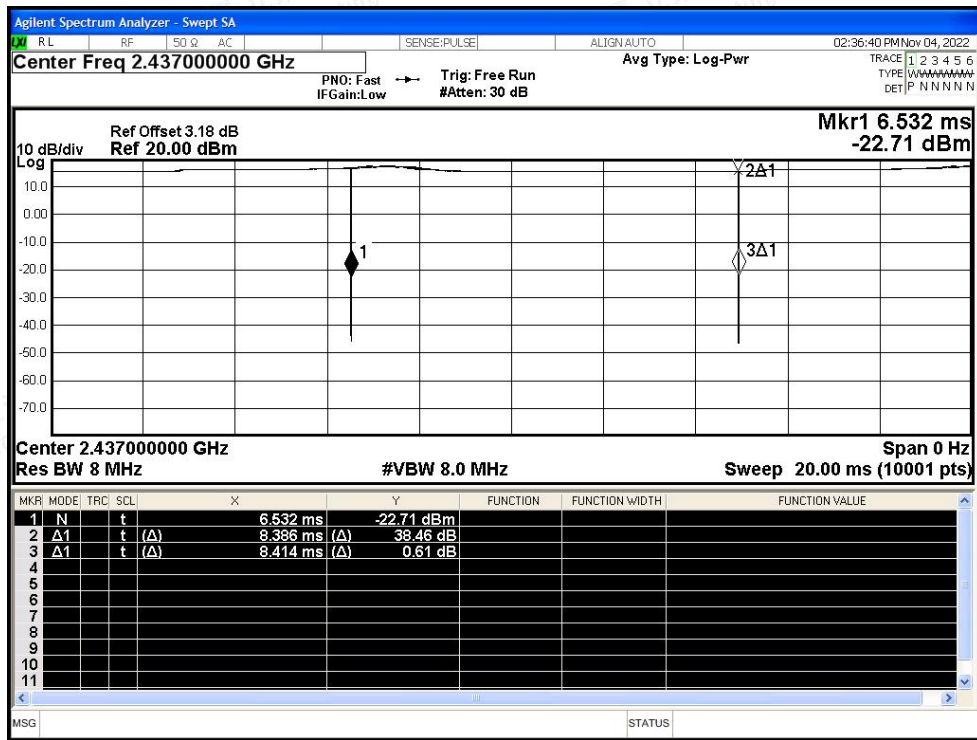 Agilent Spectrum Analyzer - Swept SA
LXI RL RF 50 Ω AC SENSE:PULSE ALIGN AUTO 02:36:40 PM Nov 04, 2022
Center Freq 2.437000000 GHz Avg Type: Log-Pwr TRACE 1 2 3 4 5 6
PNO: Fast Trig: Free Run TYPE WWWWWW
IFGain:Low #Atten: 30 dB DET P N N N N N
Mkr1 6.532 ms
Ref Offset 3.18 dB
10 dB/div Ref 20.00 dBm -22.71 dBm
Log
2Δ1
10.0
0.00
-10.0
1 3Δ1
-20.0
-30.0
-40.0
-50.0
-60.0
-70.0
Center 2.437000000 GHz Span 0 Hz
Res BW 8 MHz #VBW 8.0 MHz Sweep 20.00 ms (10001 pts)
MKR MODE TRC SCL X Y FUNCTION FUNCTION WIDTH FUNCTION VALUE
1 N t 6.532 ms -22.71 dBm
2 Δ1 t (Δ) 8.386 ms (Δ) 38.46 dB
3 Δ1 t (Δ) 8.414 ms (Δ) 0.61 dB
4
5
6
7
8
9
10
11
MSG STATUS